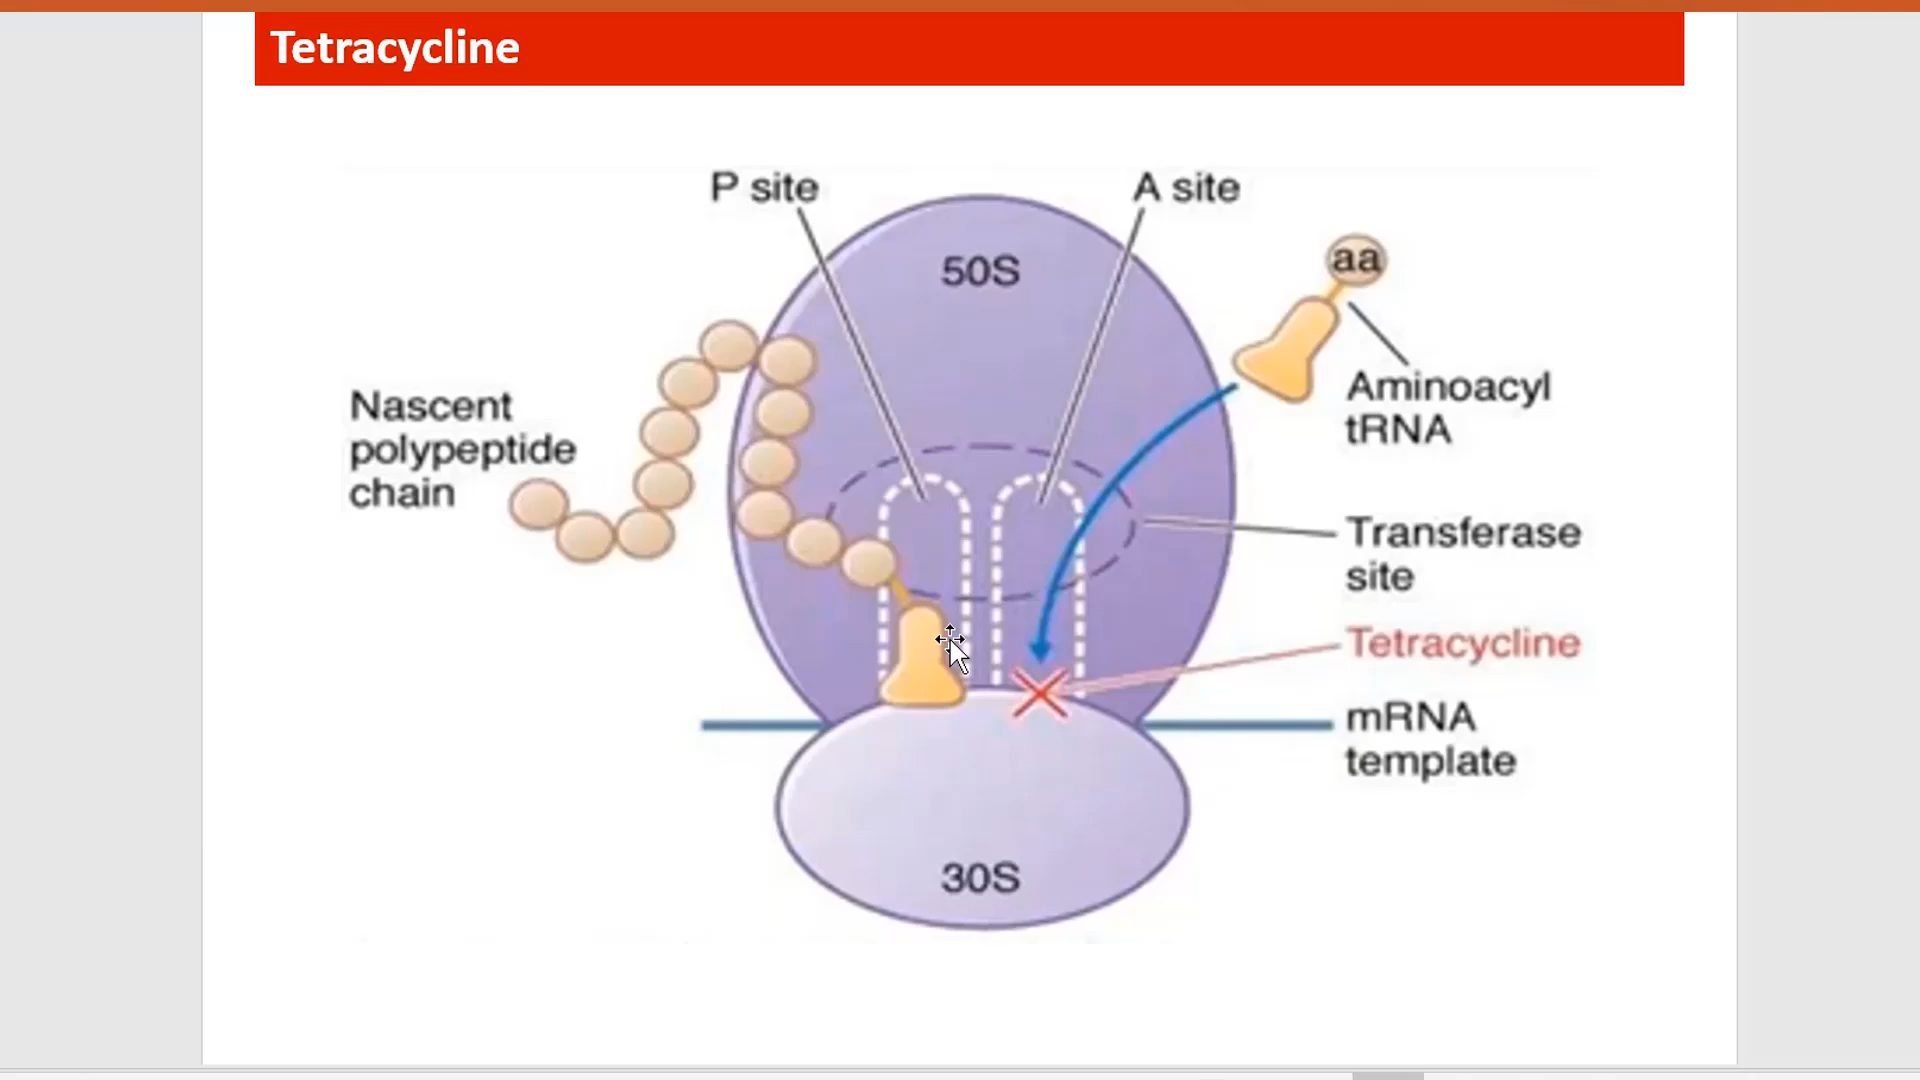 Tetracycline
P site
A site
50S
aa
Nascent
polypeptide
chain
Aminoacyl
tRNA
Transferase
site
Tetracycline
mRNA
template
30S